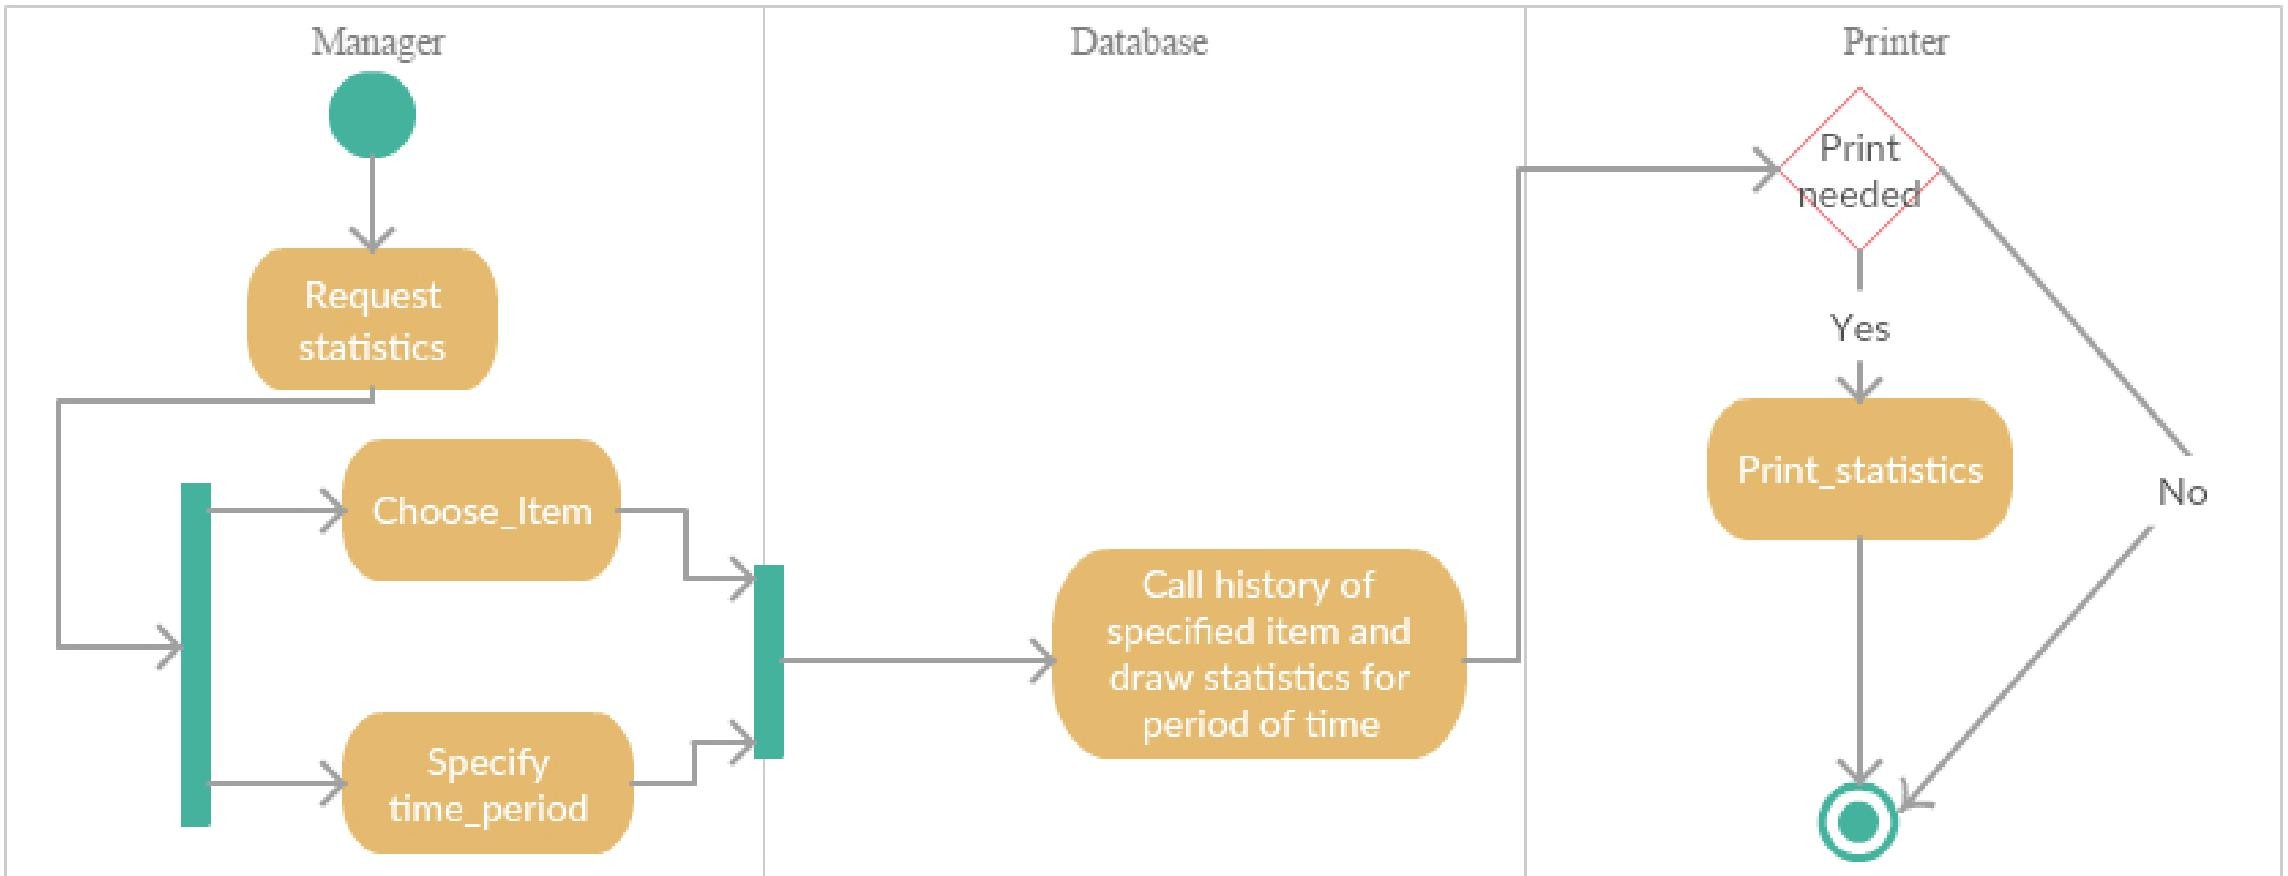 Manager
Database
Printer
Request
statistics
Choose_Item
Specify
time_period
Call history of
specified item and
draw statistics for
period of time
Print
needed
Yes
Print_statistics
No